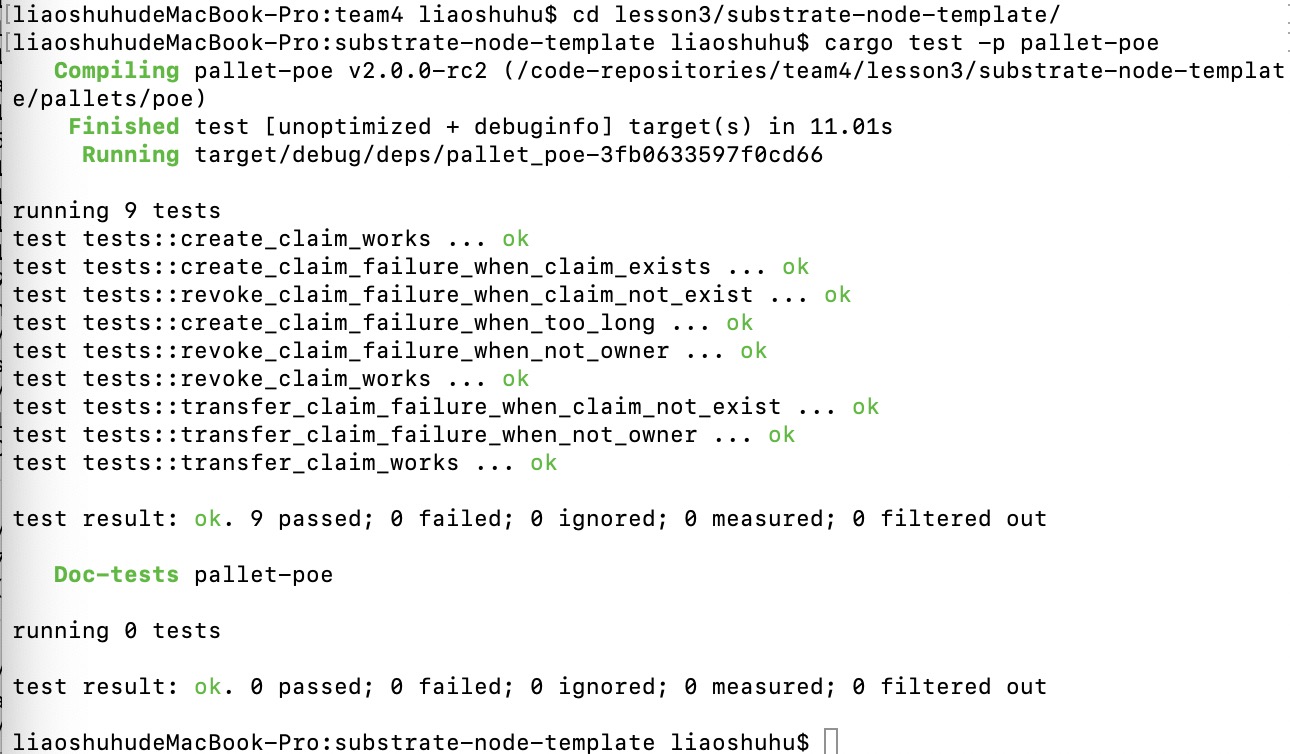 [liaoshuhudeMacBook-Pro:team4 liaoshuhu$ cd lesson3/substrate-node-template/
[liaoshuhudeMacBook-Pro:substrate-node-template liaoshuhu$ cargo test -p pallet-poe
   Compiling pallet-poe v2.0.0-rc2 (/code-repositories/team4/lesson3/substrate-node-templat
e/pallets/poe)
    Finished test [unoptimized + debuginfo] target(s) in 11.01s
     Running target/debug/deps/pallet_poe-3fb0633597f0cd66
running 9 tests
test tests::create_claim_works ... ok
test tests::create_claim_failure_when_claim_exists ... ok
test tests::revoke_claim_failure_when_claim_not_exist ... ok
test tests::create_claim_failure_when_too_long ... ok
test tests::revoke_claim_failure_when_not_owner ... ok
test tests::revoke_claim_works ... ok
test tests::transfer_claim_failure_when_claim_not_exist ... ok
test tests::transfer_claim_failure_when_not_owner ... ok
test tests::transfer_claim_works ... ok
test result: ok. 9 passed; 0 failed; 0 ignored; 0 measured; 0 filtered out
   Doc-tests pallet-poe
running 0 tests
test result: ok. 0 passed; 0 failed; 0 ignored; 0 measured; 0 filtered out
liaoshuhudeMacBook-Pro:substrate-node-template liaoshuhu$